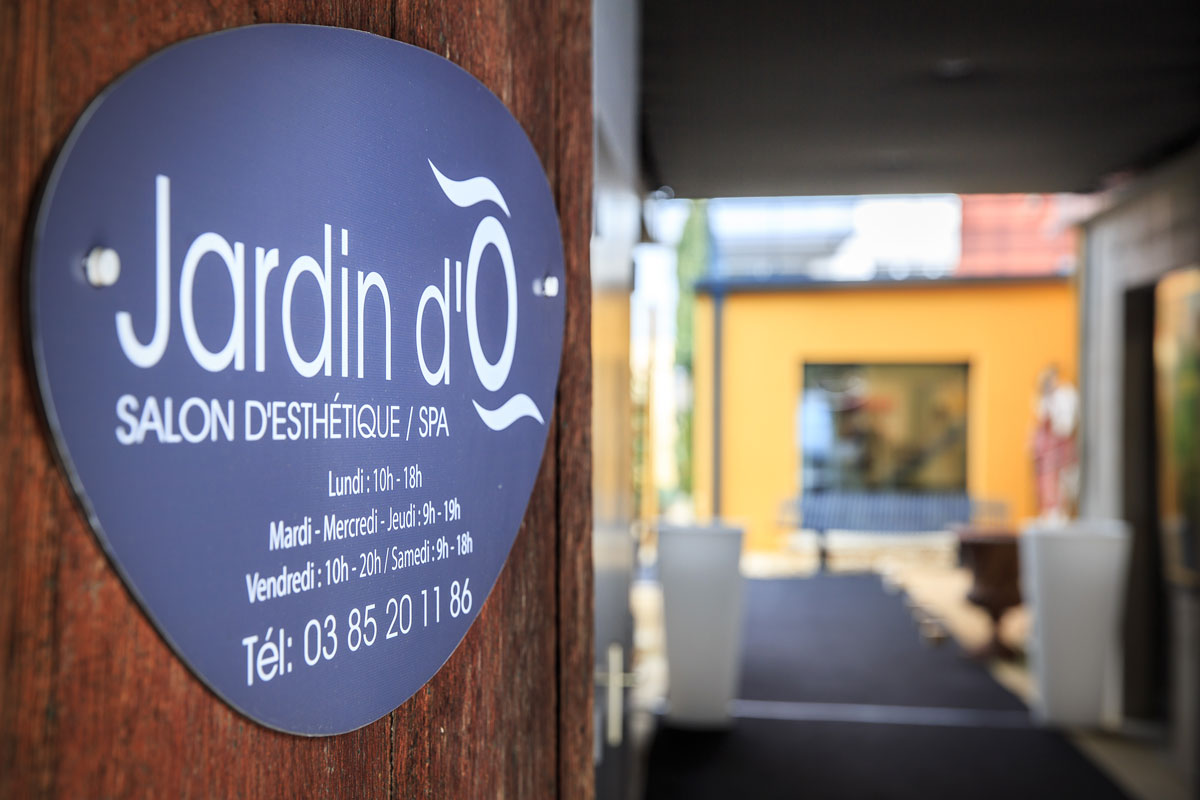 Jardin d'O
SALON D'ESTHÉTIQUE / SPA
Lundi : 10h - 18h
Mardi - Mercredi - Jeudi : 9h - 19h
Vendredi : 10h - 20h / Samedi : 9h - 18h
Tél: 03 85 20 11 86